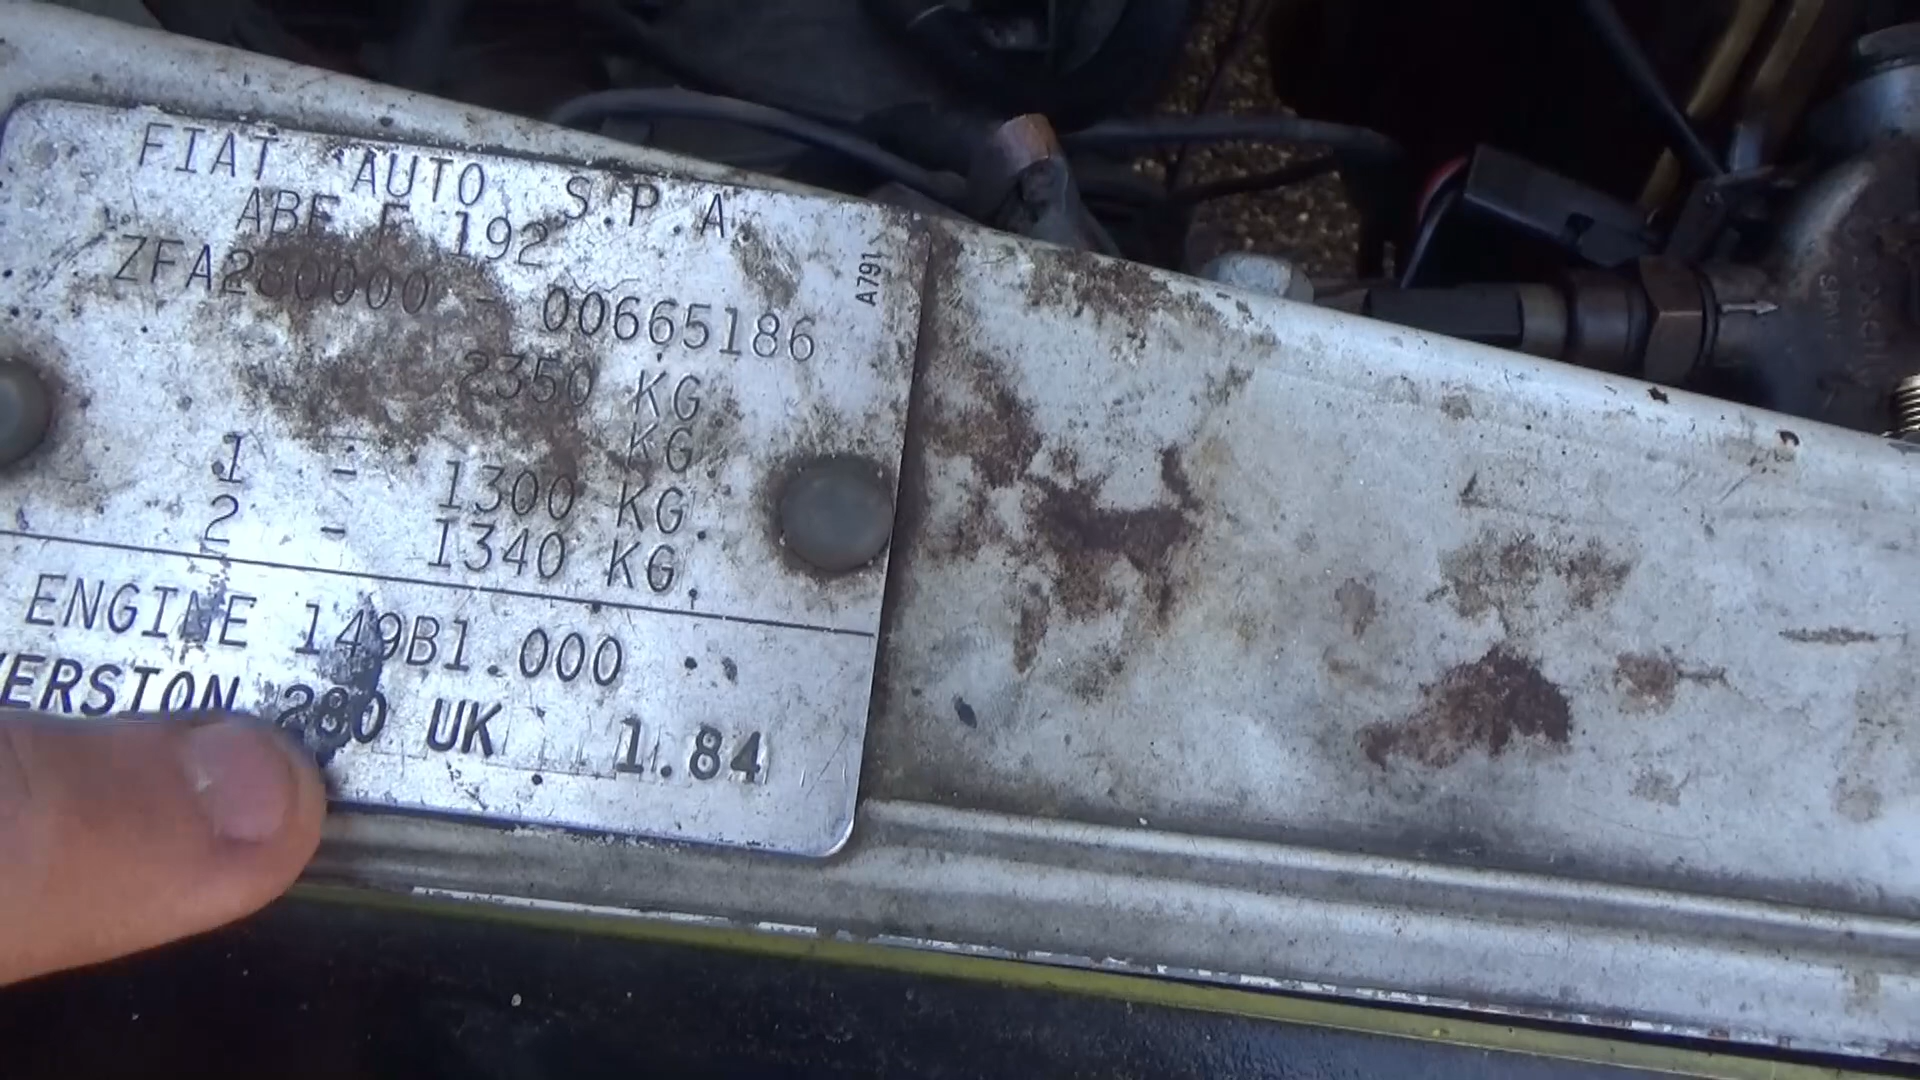 FIAT AUTO S.P.A.
ABE F 192
ZFA280000 - 00665186
A791
2350 KG
KG
1 - 1300 KG
2 - 1340 KG
ENGINE 149B1.000
VERSION 280 UK 1.84